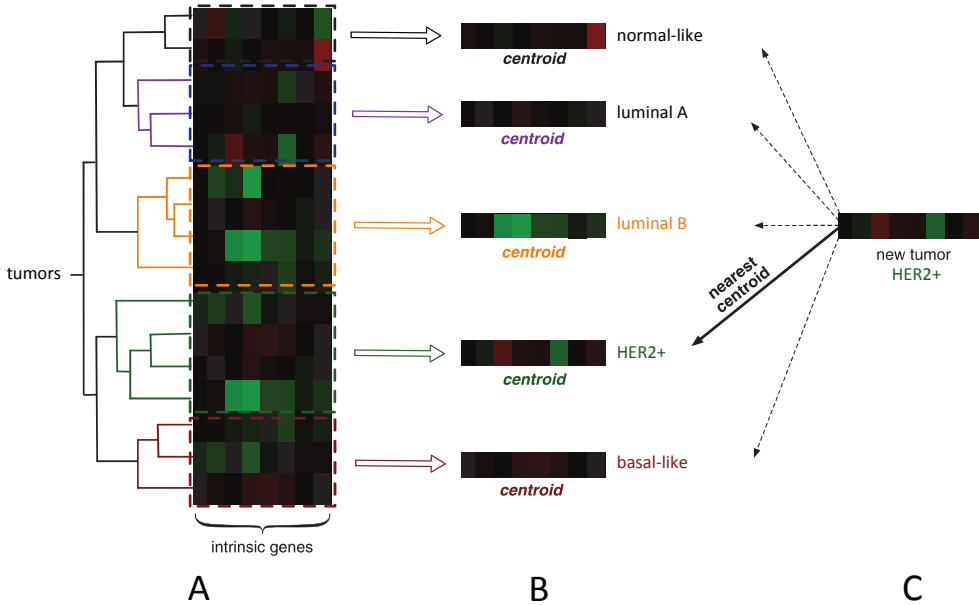 tumors
intrinsic genes
A
centroid
normal-like
centroid
luminal A
centroid
luminal B
centroid
HER2+
centroid
basal-like
B
nearest
centroid
new tumor
HER2+
C